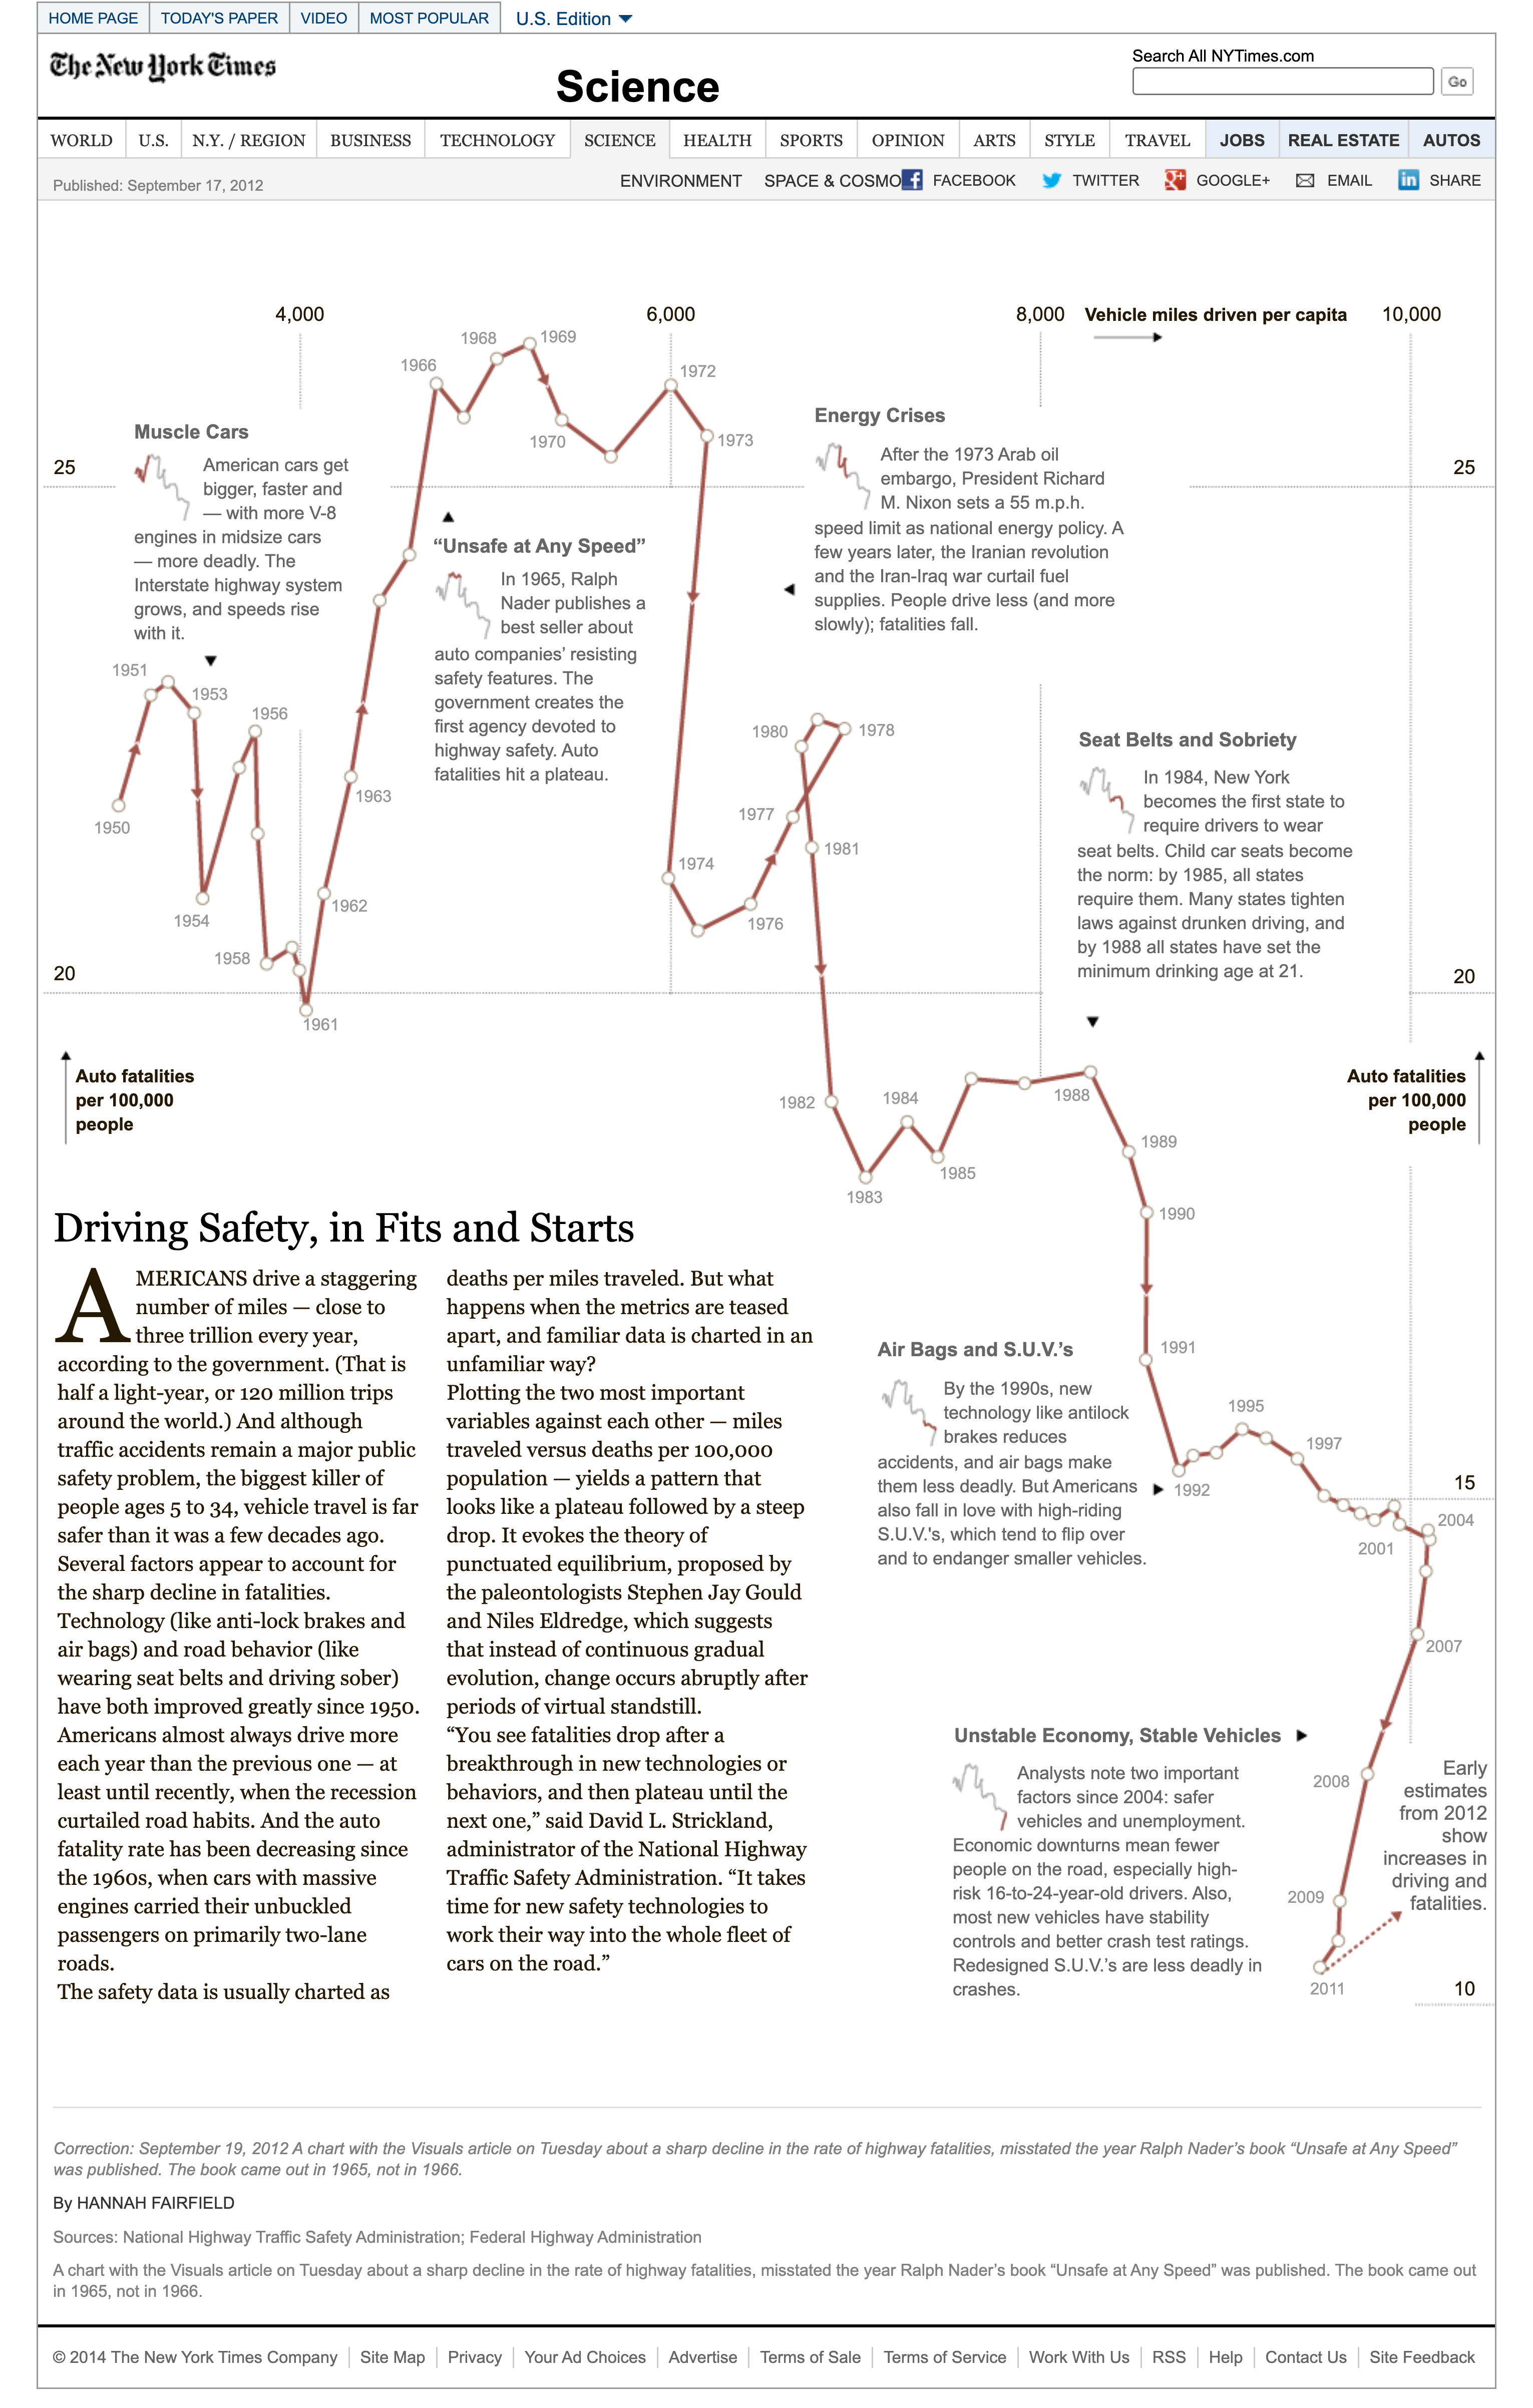 HOME PAGE
TODAY'S PAPER
VIDEO
MOST POPULAR
U.S. Edition
The New York Times
Science
Search All NYTimes.com
Go
WORLD
U.S.
N.Y. / REGION
BUSINESS
TECHNOLOGY
SCIENCE
HEALTH
SPORTS
OPINION
ARTS
STYLE
TRAVEL
JOBS
REAL ESTATE
AUTOS
Published: September 17, 2012
ENVIRONMENT
SPACE & COSMO
FACEBOOK
TWITTER
GOOGLE+
EMAIL
SHARE
4,000
6,000
8,000
Vehicle miles driven per capita
10,000
1968
1969
1966
1972
1970
1973
25
25
Muscle Cars
American cars get
bigger, faster and
— with more V-8
engines in midsize cars
— more deadly. The
Interstate highway system
grows, and speeds rise
with it.
“Unsafe at Any Speed”
In 1965, Ralph
Nader publishes a
best seller about
auto companies’ resisting
safety features. The
government creates the
first agency devoted to
highway safety. Auto
fatalities hit a plateau.
Energy Crises
After the 1973 Arab oil
embargo, President Richard
M. Nixon sets a 55 m.p.h.
speed limit as national energy policy. A
few years later, the Iranian revolution
and the Iran-Iraq war curtail fuel
supplies. People drive less (and more
slowly); fatalities fall.
1951
1953
1956
1950
1963
1954
1962
1958
1961
1980
1978
1977
1981
1974
1976
Seat Belts and Sobriety
In 1984, New York
becomes the first state to
require drivers to wear
seat belts. Child car seats become
the norm: by 1985, all states
require them. Many states tighten
laws against drunken driving, and
by 1988 all states have set the
minimum drinking age at 21.
20
20
Auto fatalities
per 100,000
people
Auto fatalities
per 100,000
people
1982
1984
1988
1989
1985
1983
1990
1991
Driving Safety, in Fits and Starts
AMERICANS drive a staggering
number of miles — close to
three trillion every year,
according to the government. (That is
half a light-year, or 120 million trips
around the world.) And although
traffic accidents remain a major public
safety problem, the biggest killer of
people ages 5 to 34, vehicle travel is far
safer than it was a few decades ago.
Several factors appear to account for
the sharp decline in fatalities.
Technology (like anti-lock brakes and
air bags) and road behavior (like
wearing seat belts and driving sober)
have both improved greatly since 1950.
Americans almost always drive more
each year than the previous one — at
least until recently, when the recession
curtailed road habits. And the auto
fatality rate has been decreasing since
the 1960s, when cars with massive
engines carried their unbuckled
passengers on primarily two-lane
roads.
The safety data is usually charted as
deaths per miles traveled. But what
happens when the metrics are teased
apart, and familiar data is charted in an
unfamiliar way?
Plotting the two most important
variables against each other — miles
traveled versus deaths per 100,000
population — yields a pattern that
looks like a plateau followed by a steep
drop. It evokes the theory of
punctuated equilibrium, proposed by
the paleontologists Stephen Jay Gould
and Niles Eldredge, which suggests
that instead of continuous gradual
evolution, change occurs abruptly after
periods of virtual standstill.
“You see fatalities drop after a
breakthrough in new technologies or
behaviors, and then plateau until the
next one,” said David L. Strickland,
administrator of the National Highway
Traffic Safety Administration. “It takes
time for new safety technologies to
work their way into the whole fleet of
cars on the road.”
Air Bags and S.U.V.’s
By the 1990s, new
technology like antilock
brakes reduces
accidents, and air bags make
them less deadly. But Americans
also fall in love with high-riding
S.U.V.'s, which tend to flip over
and to endanger smaller vehicles.
1995
1997
1992
15
2004
2001
2007
Unstable Economy, Stable Vehicles
Analysts note two important
factors since 2004: safer
vehicles and unemployment.
Economic downturns mean fewer
people on the road, especially high-
risk 16-to-24-year-old drivers. Also,
most new vehicles have stability
controls and better crash test ratings.
Redesigned S.U.V.’s are less deadly in
crashes.
2008
2009
2011
Early
estimates
from 2012
show
increases in
driving and
fatalities.
10
Correction: September 19, 2012 A chart with the Visuals article on Tuesday about a sharp decline in the rate of highway fatalities, misstated the year Ralph Nader’s book “Unsafe at Any Speed”
was published. The book came out in 1965, not in 1966.
By HANNAH FAIRFIELD
Sources: National Highway Traffic Safety Administration; Federal Highway Administration
A chart with the Visuals article on Tuesday about a sharp decline in the rate of highway fatalities, misstated the year Ralph Nader’s book “Unsafe at Any Speed” was published. The book came out
in 1965, not in 1966.
© 2014 The New York Times Company
Site Map
Privacy
Your Ad Choices
Advertise
Terms of Sale
Terms of Service
Work With Us
RSS
Help
Contact Us
Site Feedback